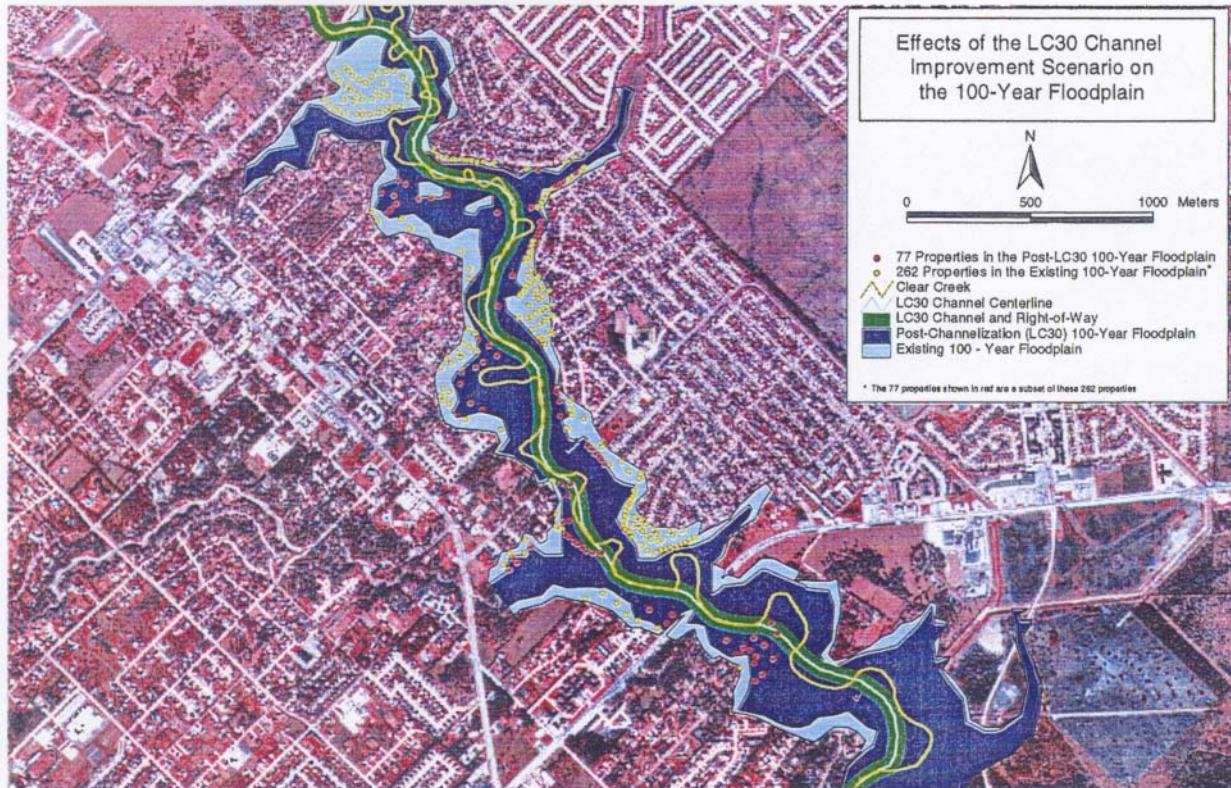 Effects of the LC30 Channel
Improvement Scenario on
the 100-Year Floodplain
N
0 500 1000 Meters
77 Properties in the Post-LC30 100-Year Floodplain
262 Properties in the Existing 100-Year Floodplain*
Clear Creek
LC30 Channel Centerline
LC30 Channel and Right-of-Way
Post-Channelization (LC30) 100-Year Floodplain
Existing 100 - Year Floodplain
* The 77 properties shown in red are a subset of these 262 properties